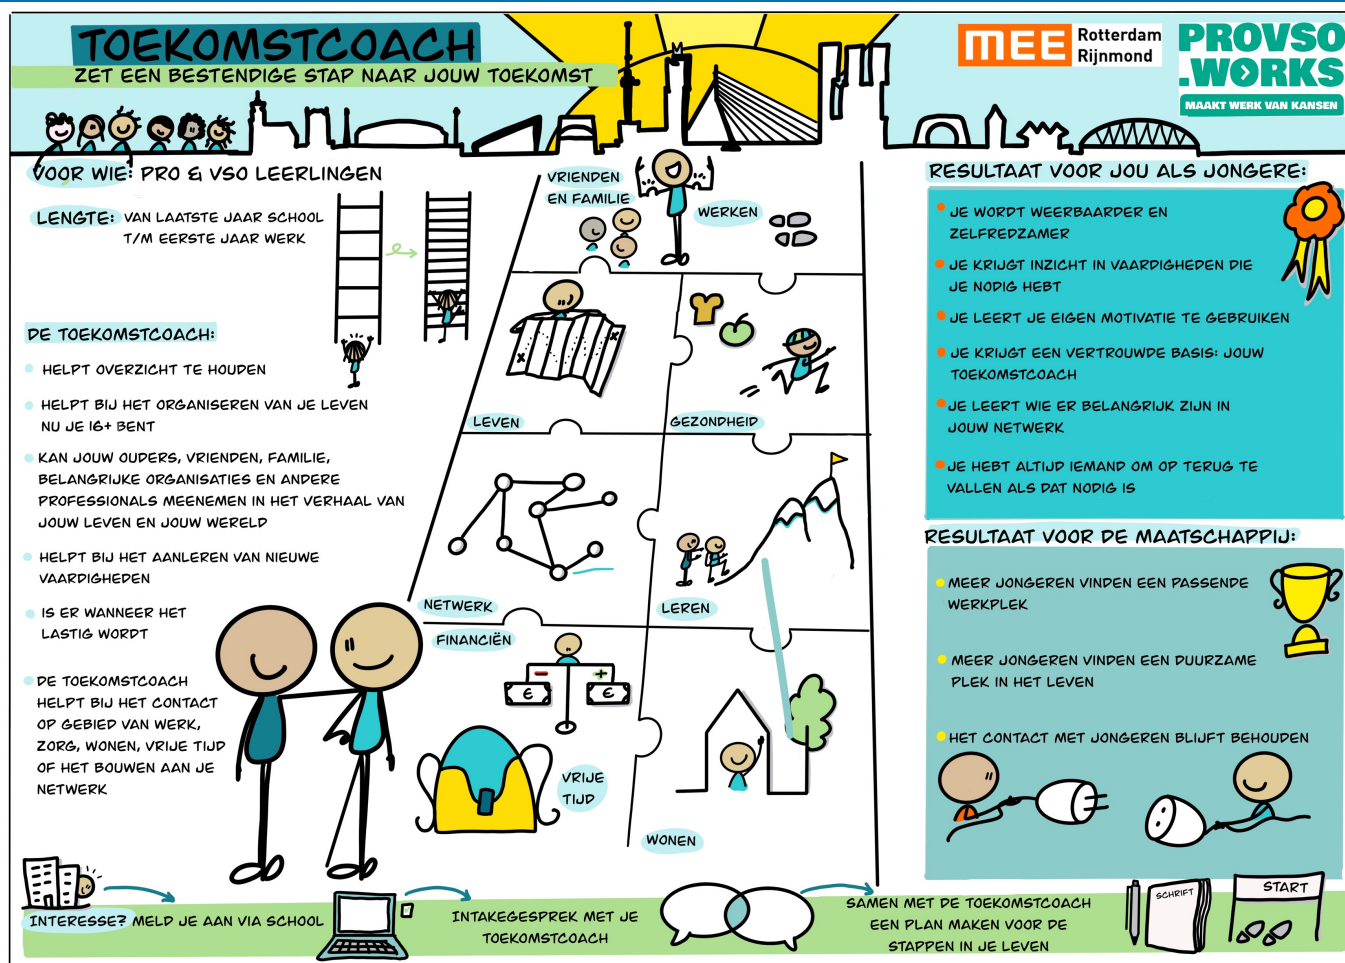 TOEKOMSTCOACH
ZET EEN BESTENDIGE STAP NAAR JOUW TOEKOMST
MEE Rotterdam
Rijnmond
PROVSO
.WORKS
MAAKT WERK VAN KANSEN
VOOR WIE: PRO & VSO LEERLINGEN
LENGTE: VAN LAATSTE JAAR SCHOOL
T/M EERSTE JAAR WERK
DE TOEKOMSTCOACH:
HELPT OVERZICHT TE HOUDEN
HELPT BIJ HET ORGANISEREN VAN JE LEVEN
NU JE 16+ BENT
KAN JOUW OUDERS, VRIENDEN, FAMILIE,
BELANGRIJKE ORGANISATIES EN ANDERE
PROFESSIONALS MEENEMEN IN HET VERHAAL VAN
JOUW LEVEN EN JOUW WERELD
HELPT BIJ HET AANLEREN VAN NIEUWE
VAARDIGHEDEN
IS ER WANNEER HET
LASTIG WORDT
DE TOEKOMSTCOACH
HELPT BIJ HET CONTACT
OP GEBIED VAN WERK,
ZORG, WONEN, VRIJE TIJD
OF HET BOUWEN AAN JE
NETWERK
VRIENDEN
EN FAMILIE
WERKEN
LEVEN
GEZONDHEID
NETWERK
LEREN
FINANCIËN
- +
€ €
VRIJE
TIJD
WONEN
RESULTAAT VOOR JOU ALS JONGERE:
JE WORDT WEERBAARDER EN
ZELFREDZAMER
JE KRIJGT INZICHT IN VAARDIGHEDEN DIE
JE NODIG HEBT
JE LEERT JE EIGEN MOTIVATIE TE GEBRUIKEN
JE KRIJGT EEN VERTROUWDE BASIS: JOUW
TOEKOMSTCOACH
JE LEERT WIE ER BELANGRIJK ZIJN IN
JOUW NETWERK
JE HEBT ALTIJD IEMAND OM OP TERUG TE
VALLEN ALS DAT NODIG IS
RESULTAAT VOOR DE MAATSCHAPPIJ:
MEER JONGEREN VINDEN EEN PASSENDE
WERKPLEK
MEER JONGEREN VINDEN EEN DUURZAME
PLEK IN HET LEVEN
HET CONTACT MET JONGEREN BLIJFT BEHOUDEN
INTERESSE? MELD JE AAN VIA SCHOOL
INTAKEGESPREK MET JE
TOEKOMSTCOACH
SAMEN MET DE TOEKOMSTCOACH
EEN PLAN MAKEN VOOR DE
STAPPEN IN JE LEVEN
SCHRIFT
START